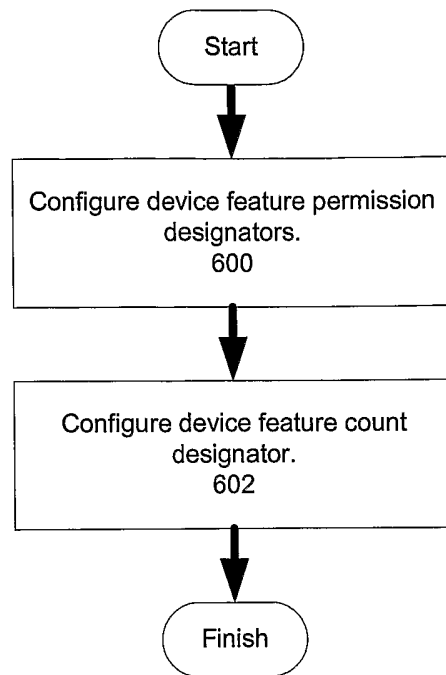 Start
Configure device feature permission
designators.
600
Configure device feature count
designator.
602
Finish